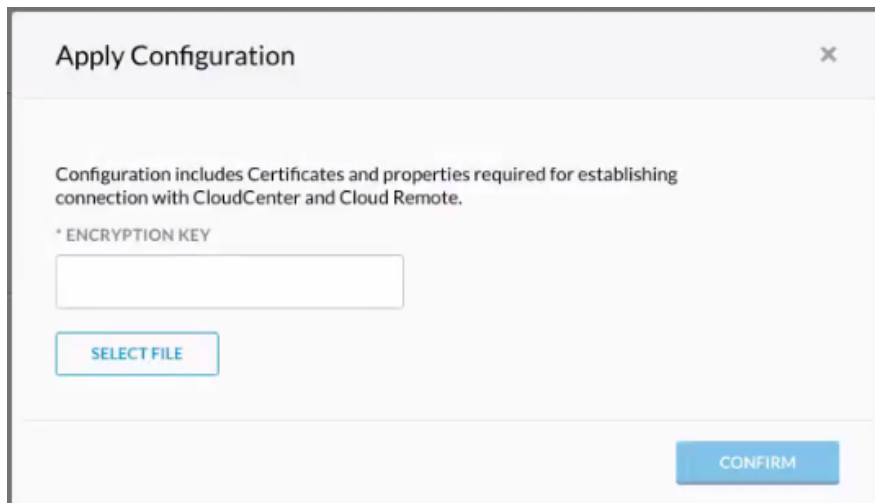 Apply Configuration
Configuration includes Certificates and properties required for establishing
connection with CloudCenter and Cloud Remote.
* ENCRYPTION KEY
SELECT FILE
CONFIRM